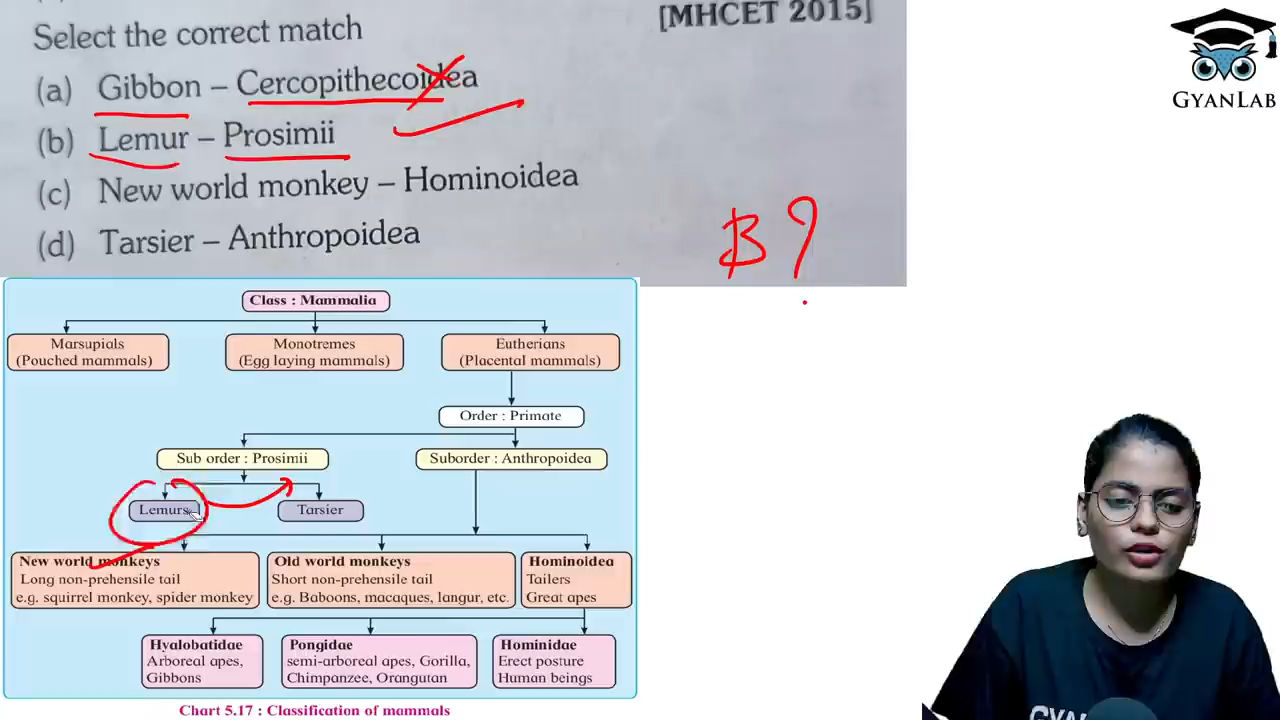 [MHCET 2015]
Select the correct match
(a) Gibbon – Cercopithecoidea
(b) Lemur – Prosimii
(c) New world monkey – Hominoidea
(d) Tarsier – Anthropoidea
B
GYANLAB
Class : Mammalia
Marsupials
(Pouched mammals)
Monotremes
(Egg laying mammals)
Eutherians
(Placental mammals)
Order : Primate
Sub order : Prosimii
Suborder : Anthropoidea
Lemurs
Tarsier
New world monkeys
Long non-prehensile tail
e.g. squirrel monkey, spider monkey
Old world monkeys
Short non-prehensile tail
e.g. Baboons, macaques, langur, etc.
Hominoidea
Tailers
Great apes
Hyalobatidae
Arboreal apes,
Gibbons
Pongidae
semi-arboreal apes, Gorilla,
Chimpanzee, Orangutan
Hominidae
Erect posture
Human beings
Chart 5.17 : Classification of mammals